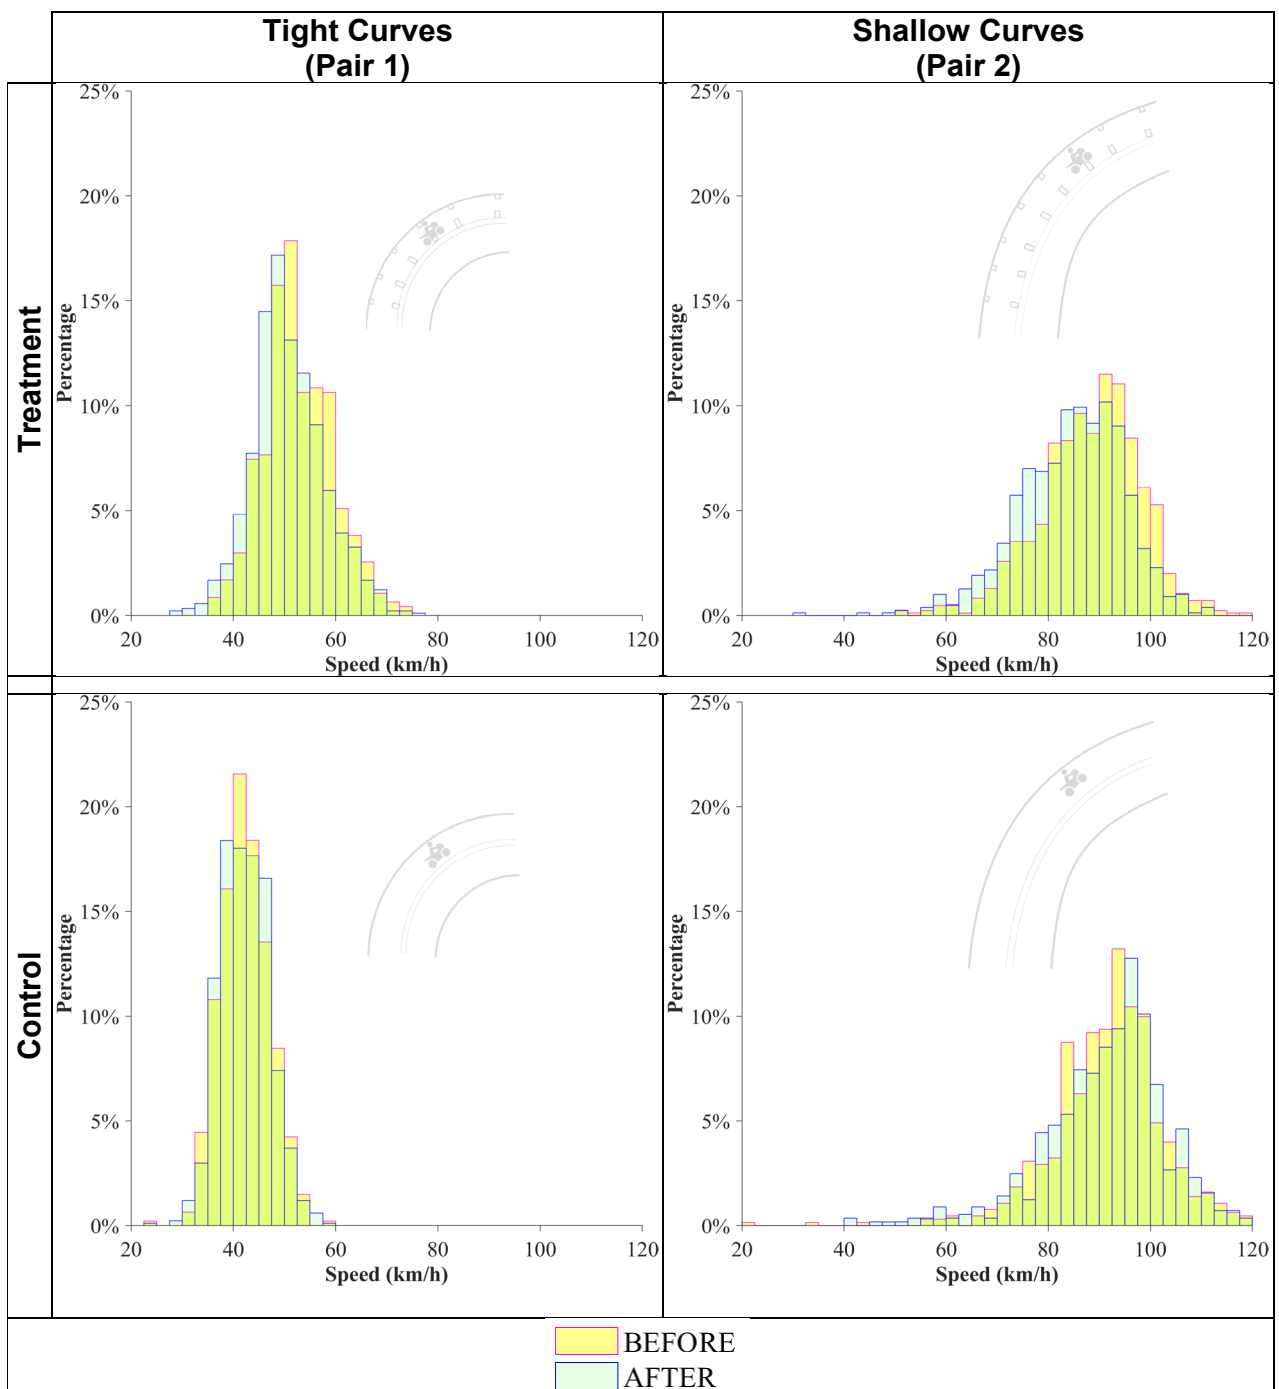 Tight Curves
(Pair 1)
Shallow Curves
(Pair 2)
Treatment
25%
20%
15%
10%
5%
0%
Percentage
20 40 60 80 100 120
Speed (km/h)
25%
20%
15%
10%
5%
0%
Percentage
20 40 60 80 100 120
Speed (km/h)
Control
25%
20%
15%
10%
5%
0%
Percentage
20 40 60 80 100 120
Speed (km/h)
25%
20%
15%
10%
5%
0%
Percentage
20 40 60 80 100 120
Speed (km/h)
BEFORE
AFTER